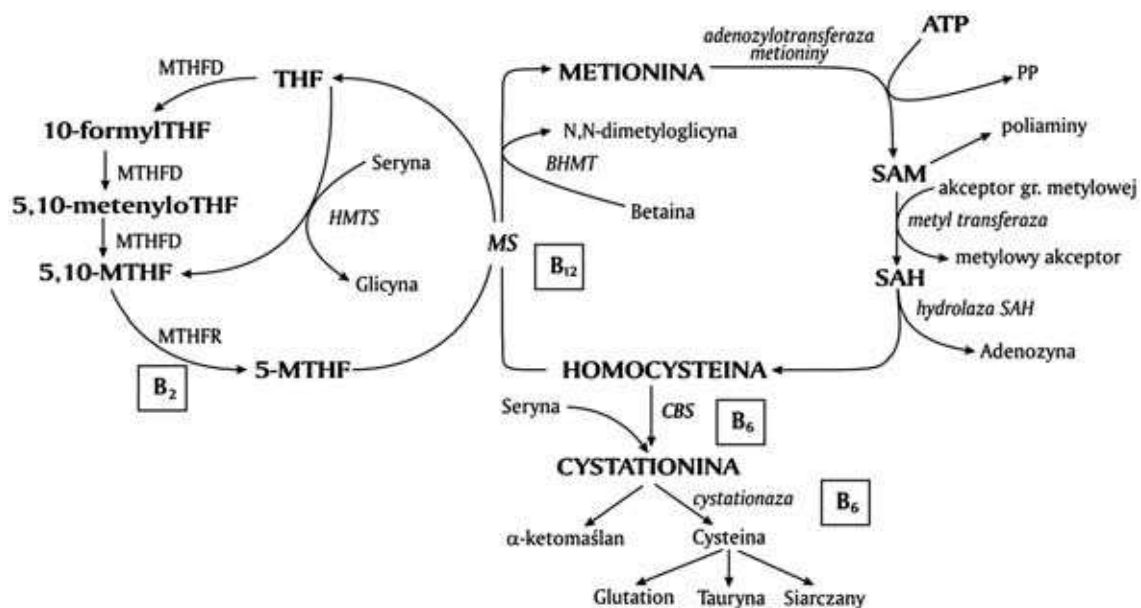 ATP
adenozylotransferaza
metioniny
MTHFD
THF
METIONINA
PP
10-formylTHF
N,N-dimetyloglicyna
poliaminy
MTHFD
Seryna
BHMT
SAM
akceptor gr. metylowej
5,10-metenyloTHF
HMTS
Betaina
metyl transferaza
MTHFD
MS
B12
metylowy akceptor
5,10-MTHF
Glicyna
SAH
hydrolaza SAH
MTHFR
Adenozyna
B2
5-MTHF
HOMOCYSTEINA
Seryna
CBS
B6
CYSTATIONINA
cystationaza
B6
α-ketomaślan
Cysteina
Glutation
Tauryna
Siarczany